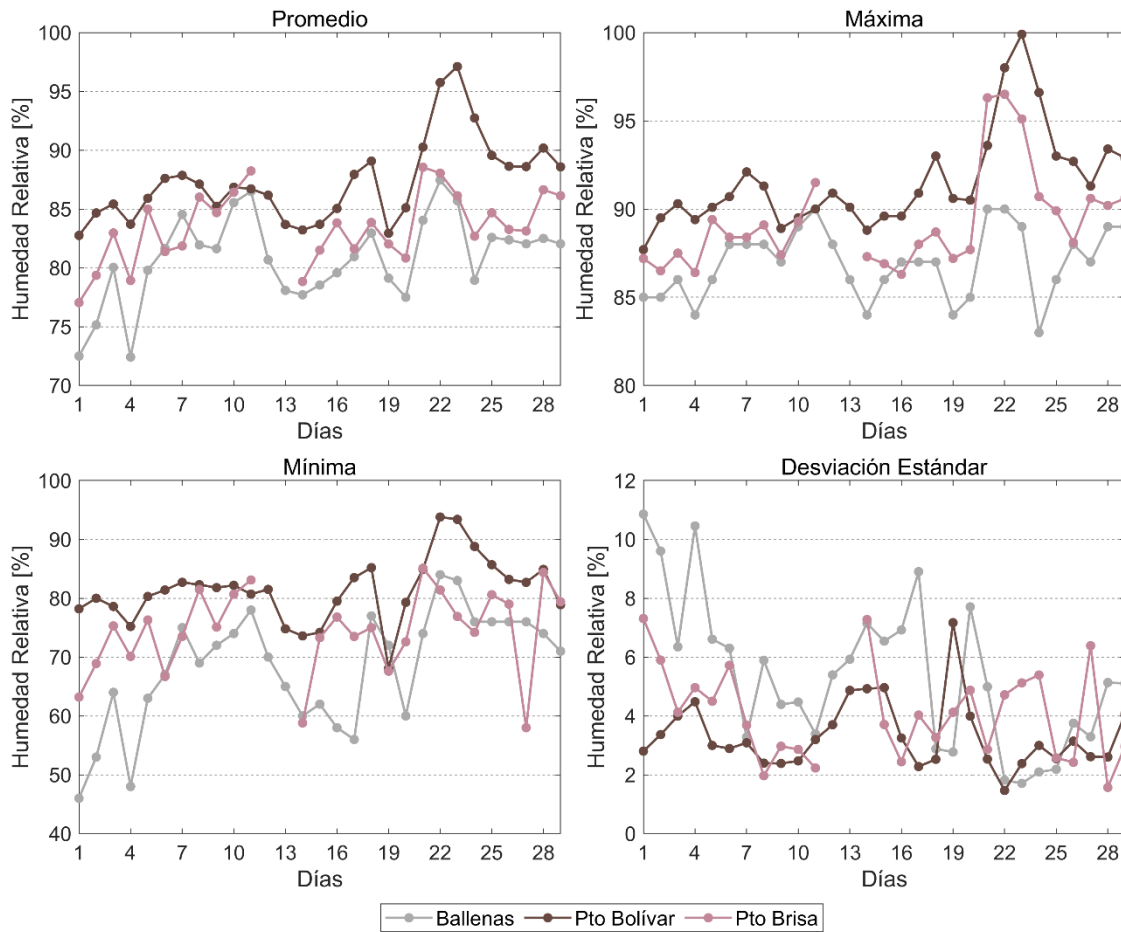 Promedio
Humedad Relativa [%]
100
95
90
85
80
75
70
1 4 7 10 13 16 19 22 25 28
Días
Máxima
Humedad Relativa [%]
100
95
90
85
80
1 4 7 10 13 16 19 22 25 28
Días
Mínima
Humedad Relativa [%]
100
90
80
70
60
50
40
1 4 7 10 13 16 19 22 25 28
Días
Desviación Estándar
Humedad Relativa [%]
12
10
8
6
4
2
0
1 4 7 10 13 16 19 22 25 28
Días
Ballenas Pto Bolívar Pto Brisa